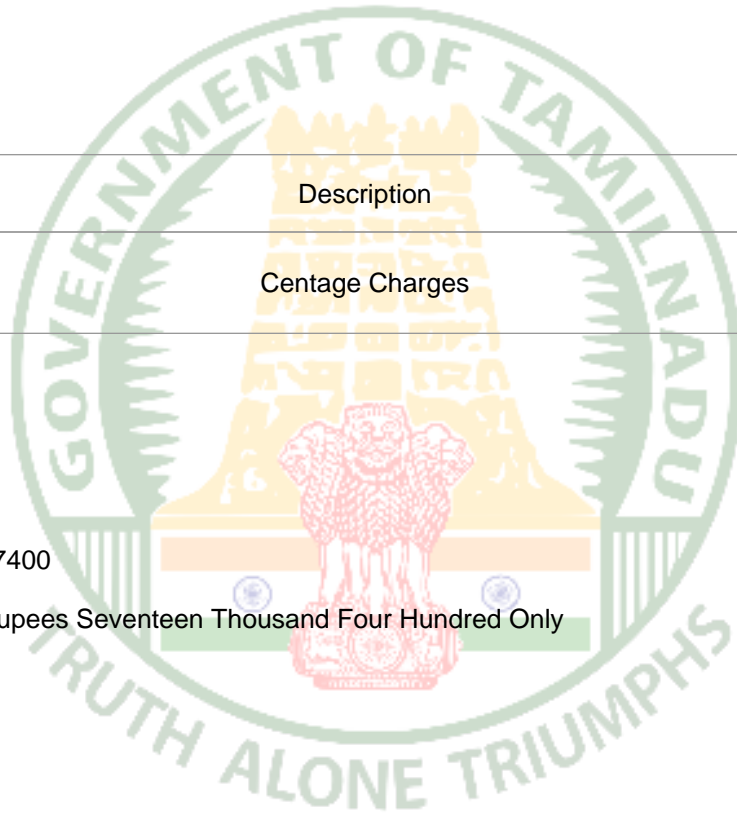 GOVERNMENT OF TAMILNADU
Description
Centage Charges
7400
upees Seventeen Thousand Four Hundred Only
TRUTH ALONE TRIUMPHS